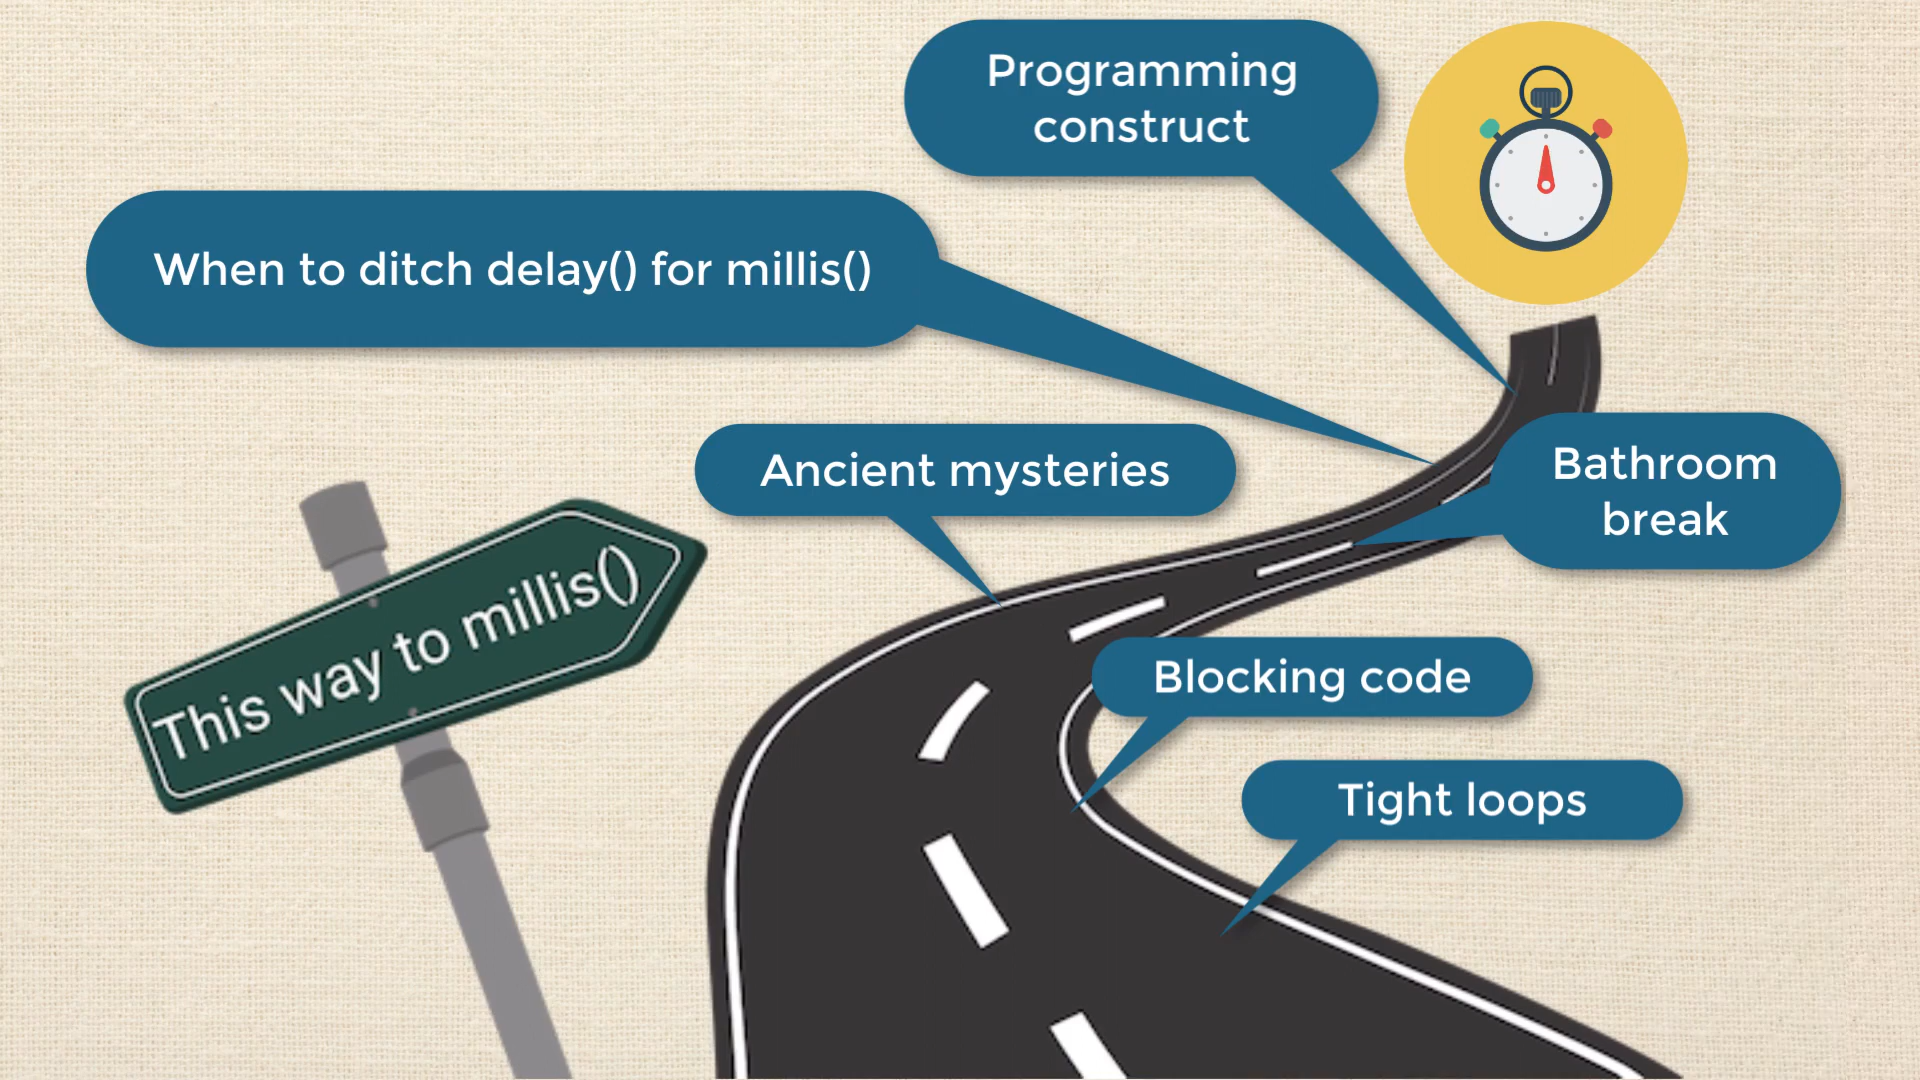 Programming
construct
When to ditch delay() for millis()
Ancient mysteries
Bathroom
break
This way to millis()
Blocking code
Tight loops